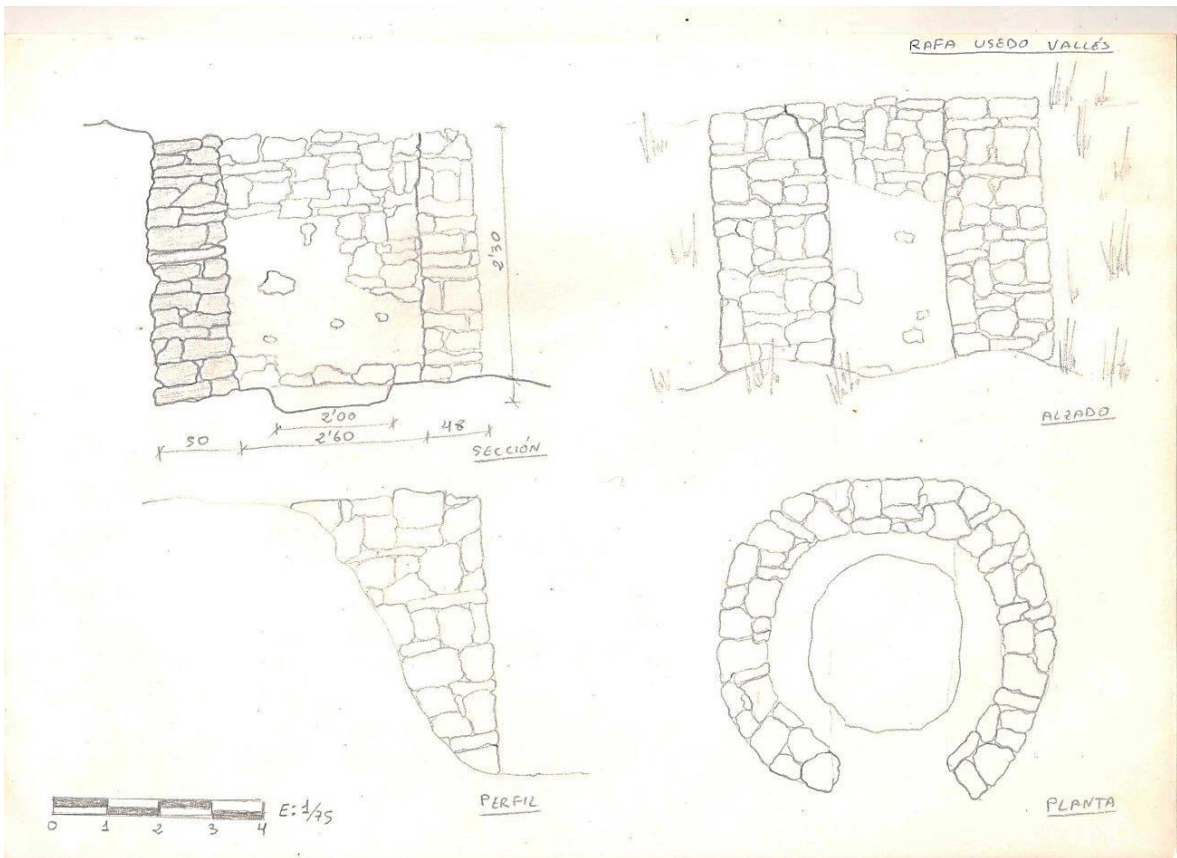 RAFA USEDO VALLÉS
2'30
2'00
50 2'60 48
SECCIÓN
ALZADO
PERFIL
PLANTA
0 1 2 3 4
E: 1/75